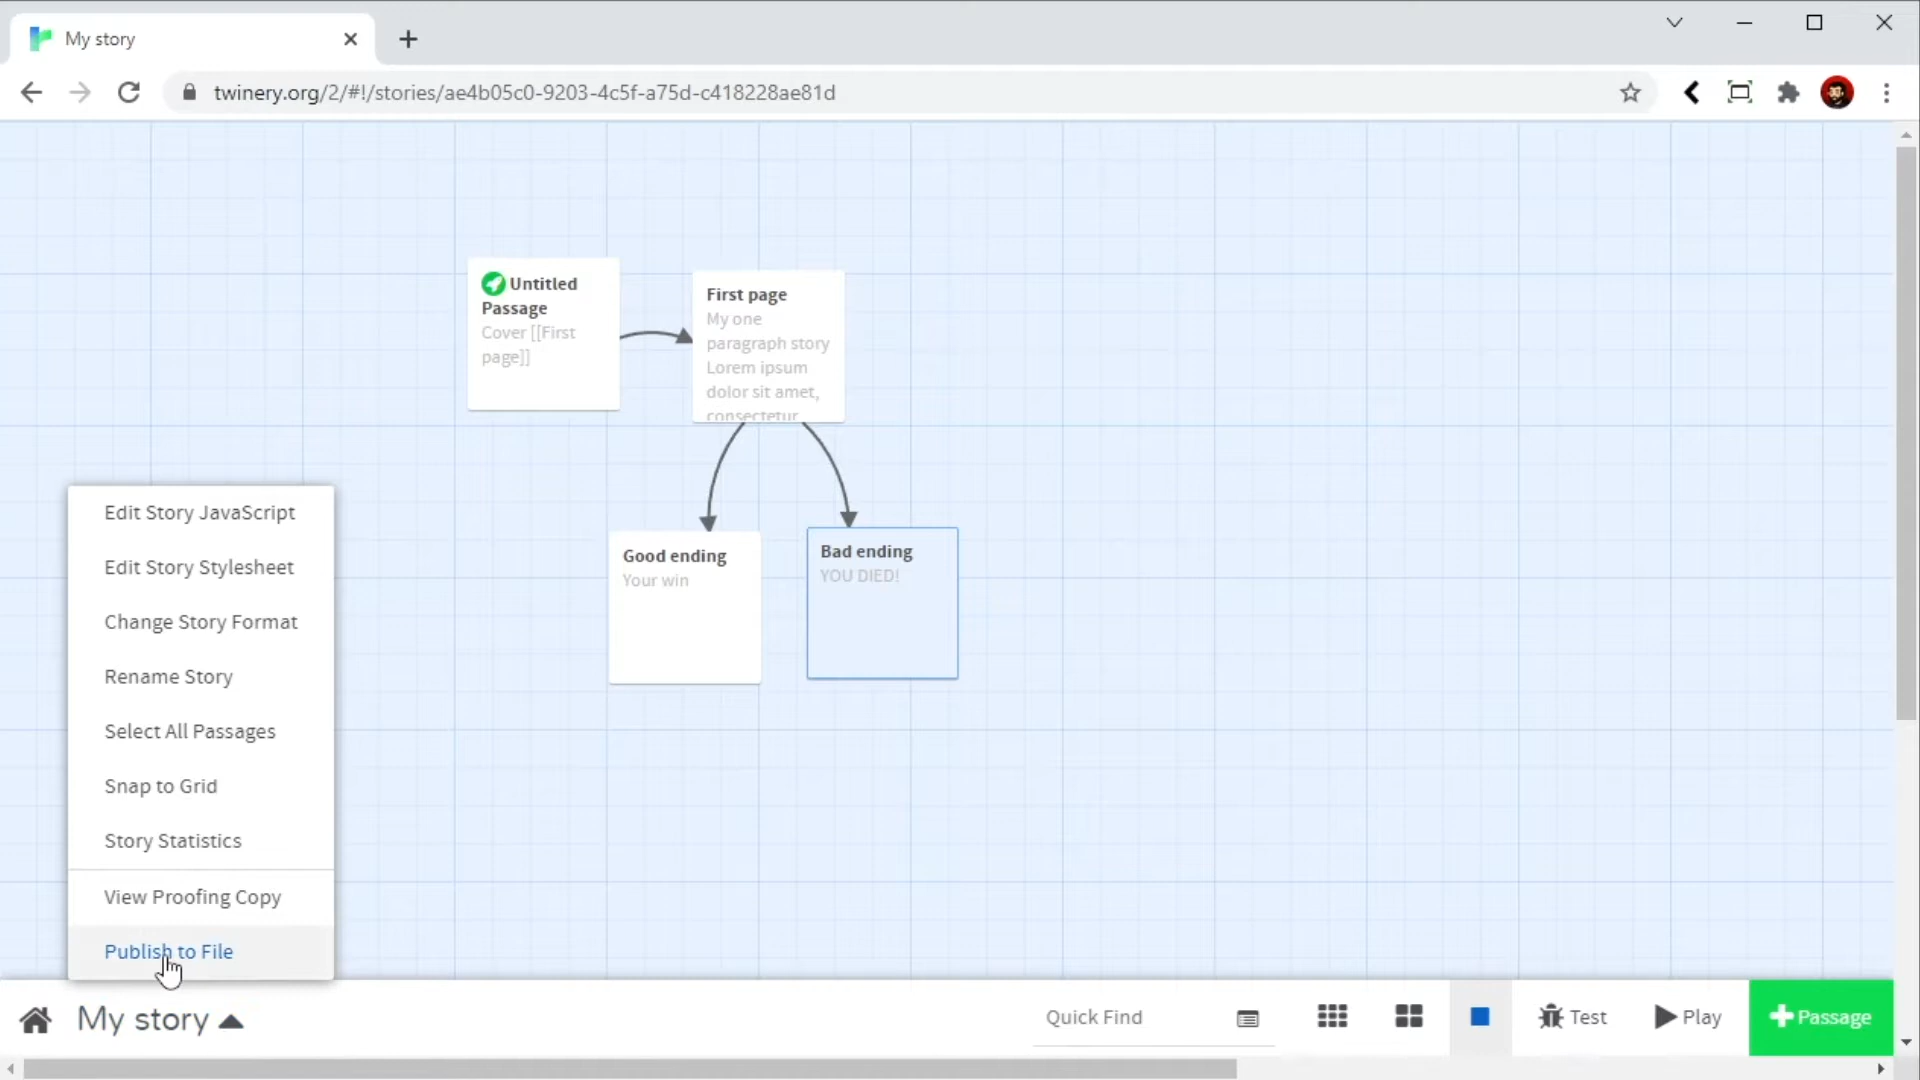 My story
twinery.org/2/#!/stories/ae4b05c0-9203-4c5f-a75d-c418228ae81d
Untitled
Passage
Cover [[First
page]]
First page
My one
paragraph story
Lorem ipsum
dolor sit amet,
consectetur
Good ending
Your win
Bad ending
YOU DIED!
Edit Story JavaScript
Edit Story Stylesheet
Change Story Format
Rename Story
Select All Passages
Snap to Grid
Story Statistics
View Proofing Copy
Publish to File
My story
Quick Find
Test
Play
Passage